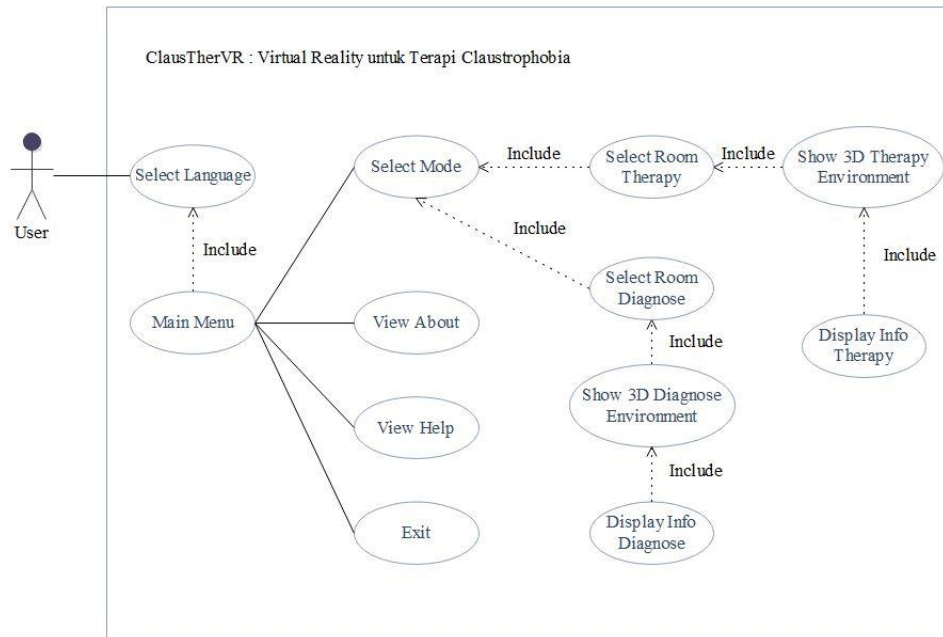 ClausTherVR : Virtual Reality untuk Terapi Claustrophobia
User
Select Language
Include
Main Menu
Select Mode
View About
View Help
Exit
Include
Select Room
Therapy
Include
Show 3D Therapy
Environment
Include
Display Info
Therapy
Include
Select Room
Diagnose
Include
Show 3D Diagnose
Environment
Include
Display Info
Diagnose